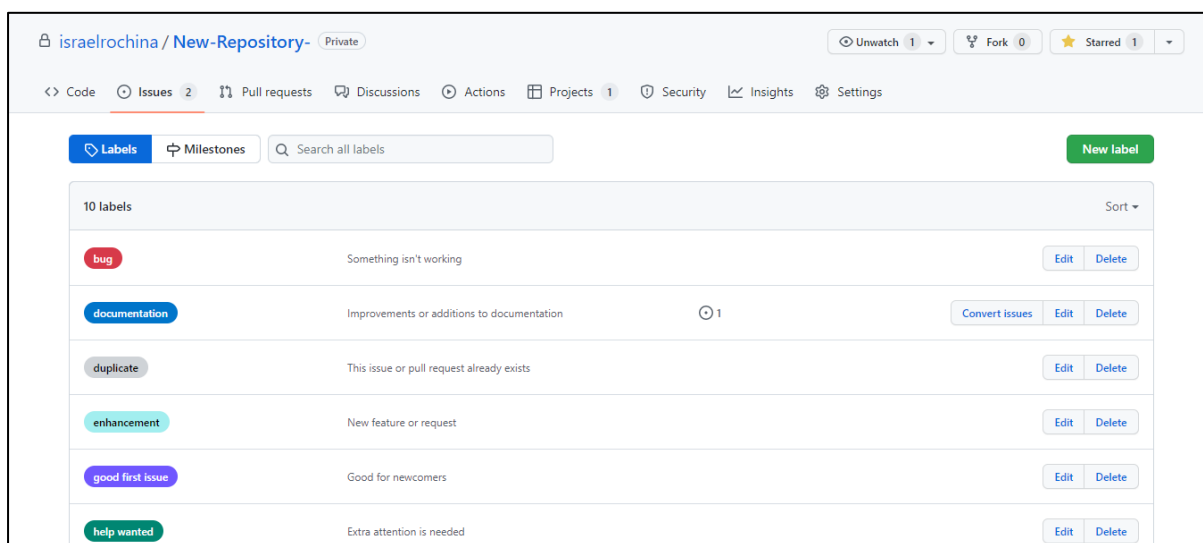 israelrochina / New-Repository- Private Unwatch 1 Fork 0 Starred 1
<> Code Issues 2 Pull requests Discussions Actions Projects 1 Security Insights Settings
Labels Milestones Search all labels New label
10 labels Sort
bug Something isn't working Edit Delete
documentation Improvements or additions to documentation 1 Convert issues Edit Delete
duplicate This issue or pull request already exists Edit Delete
enhancement New feature or request Edit Delete
good first issue Good for newcomers Edit Delete
help wanted Extra attention is needed Edit Delete